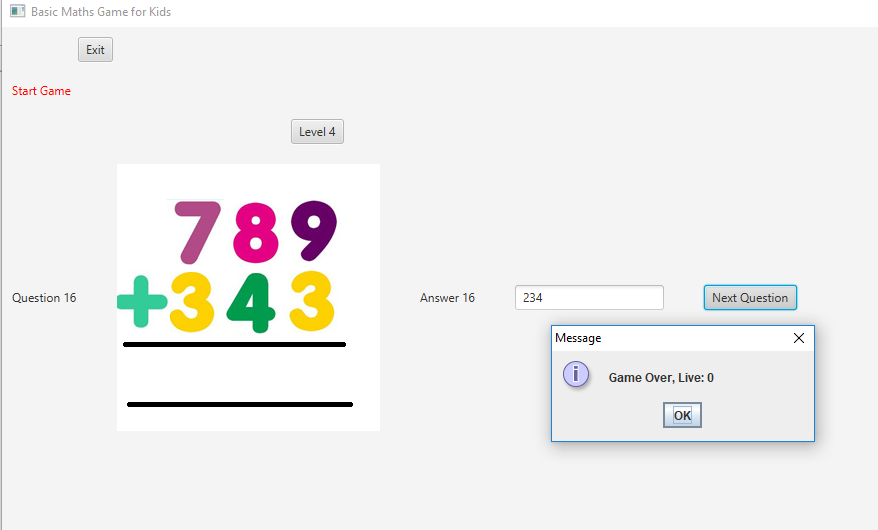 Basic Maths Game for Kids
Exit
Start Game
Level 4
789
+343
Question 16
Answer 16
234
Next Question
Message
Game Over, Live: 0
OK